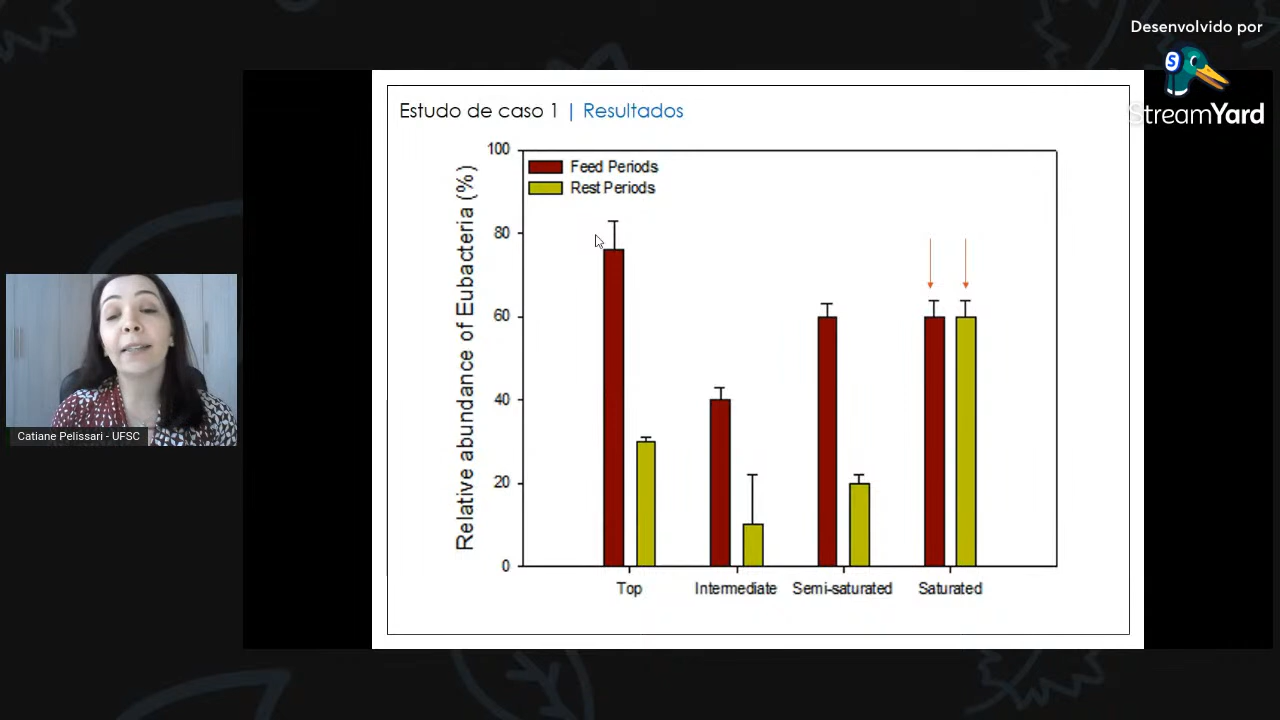 Desenvolvido por
StreamYard
Estudo de caso 1 | Resultados
Relative abundance of Eubacteria (%)
100
80
60
40
20
0
Feed Periods
Rest Periods
Top
Intermediate
Semi-saturated
Saturated
Catiane Pelissari - UFSC